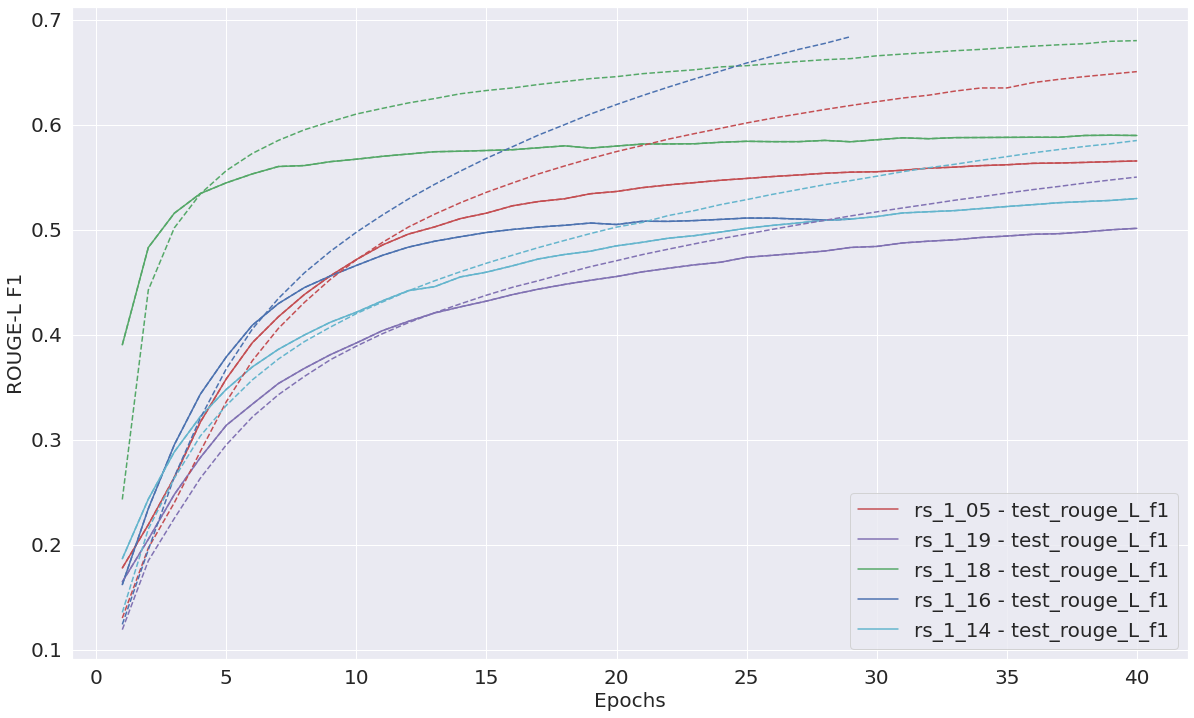 0.7
0.6
0.5
0.4
0.3
0.2
0.1
ROUGE-L F1
rs_1_05 - test_rouge_L_f1
rs_1_19 - test_rouge_L_f1
rs_1_18 - test_rouge_L_f1
rs_1_16 - test_rouge_L_f1
rs_1_14 - test_rouge_L_f1
0 5 10 15 20 25 30 35 40
Epochs